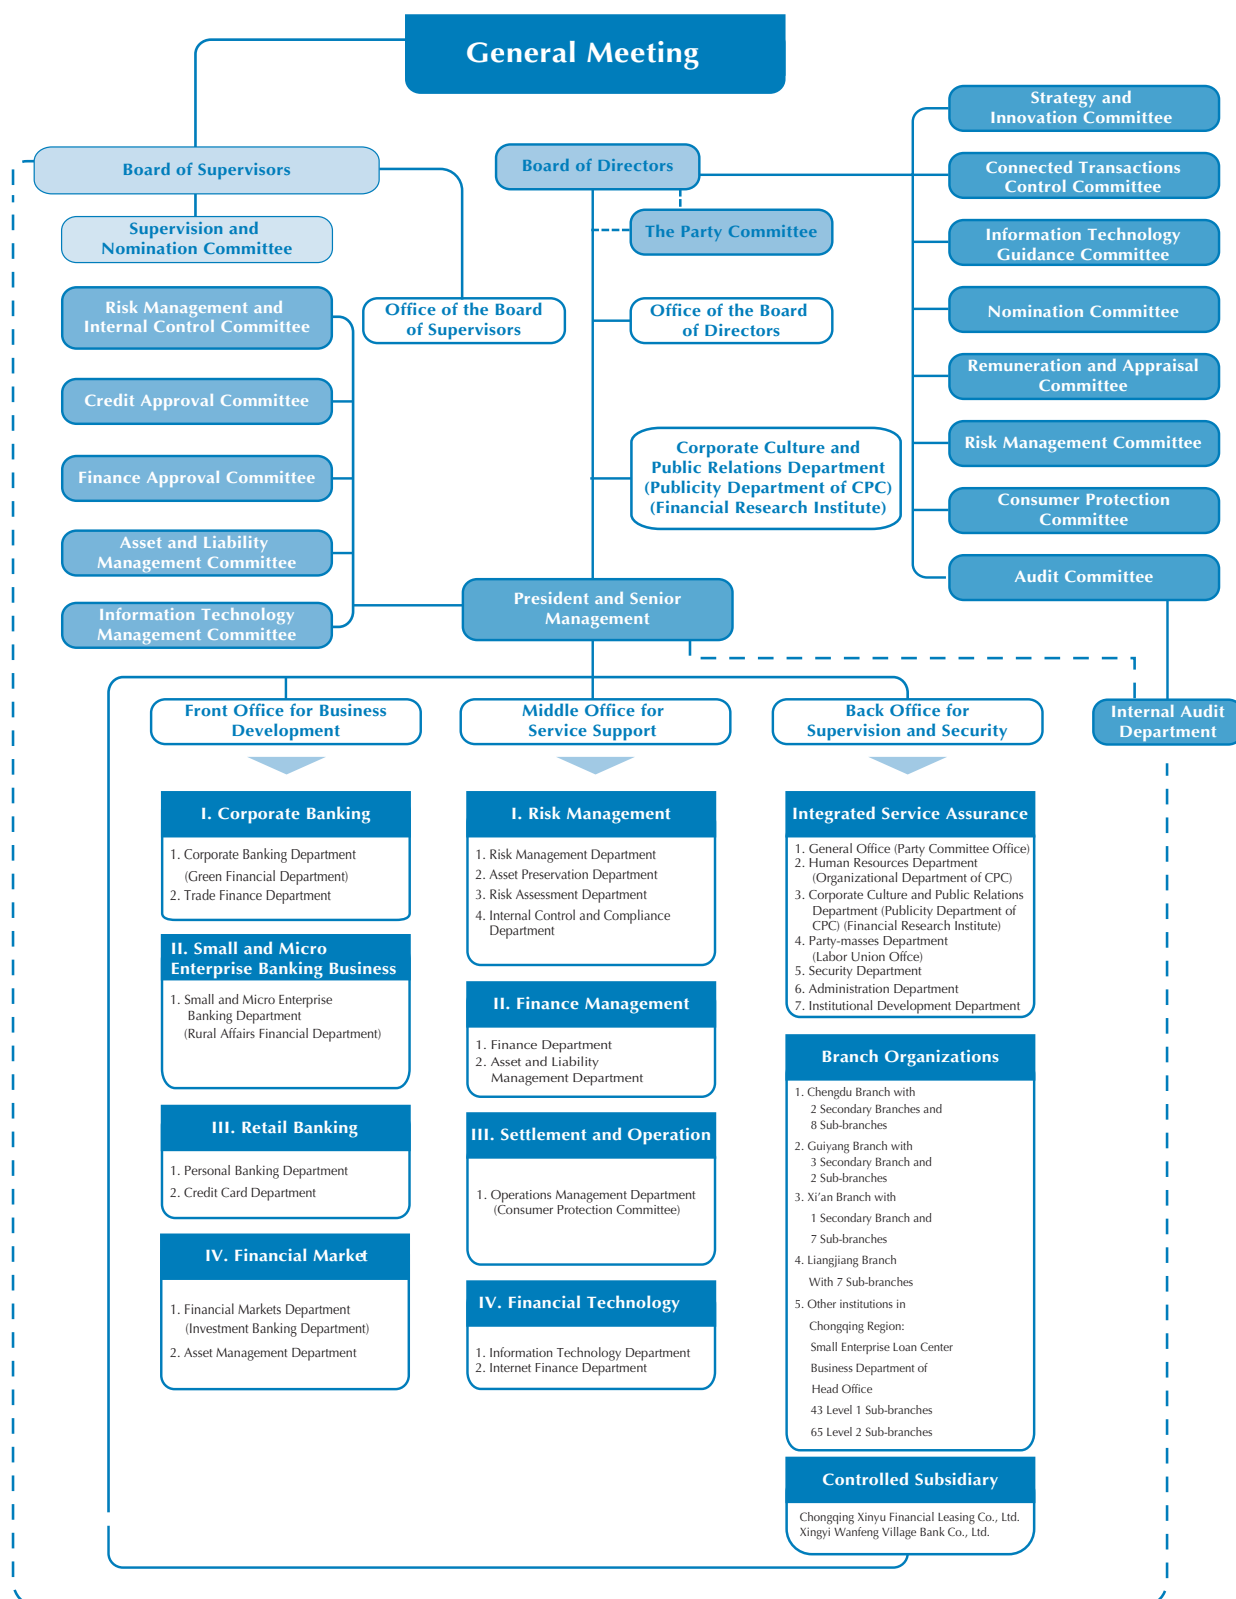 General Meeting
Board of Supervisors
Supervision and
Nomination Committee
Risk Management and
Internal Control Committee
Credit Approval Committee
Finance Approval Committee
Asset and Liability
Management Committee
Information Technology
Management Committee
Office of the Board
of Supervisors
Board of Directors
The Party Committee
Office of the Board
of Directors
Corporate Culture and
Public Relations Department
(Publicity Department of CPC)
(Financial Research Institute)
President and Senior
Management
Strategy and
Innovation Committee
Connected Transactions
Control Committee
Information Technology
Guidance Committee
Nomination Committee
Remuneration and Appraisal
Committee
Risk Management Committee
Consumer Protection
Committee
Audit Committee
Internal Audit
Department
Front Office for Business
Development
I. Corporate Banking
1. Corporate Banking Department
(Green Financial Department)
2. Trade Finance Department
II. Small and Micro
Enterprise Banking Business
1. Small and Micro Enterprise
Banking Department
(Rural Affairs Financial Department)
III. Retail Banking
1. Personal Banking Department
2. Credit Card Department
IV. Financial Market
1. Financial Markets Department
(Investment Banking Department)
2. Asset Management Department
Middle Office for
Service Support
I. Risk Management
1. Risk Management Department
2. Asset Preservation Department
3. Risk Assessment Department
4. Internal Control and Compliance
Department
II. Finance Management
1. Finance Department
2. Asset and Liability
Management Department
III. Settlement and Operation
1. Operations Management Department
(Consumer Protection Committee)
IV. Financial Technology
1. Information Technology Department
2. Internet Finance Department
Back Office for
Supervision and Security
Integrated Service Assurance
1. General Office (Party Committee Office)
2. Human Resources Department
(Organizational Department of CPC)
3. Corporate Culture and Public Relations
Department (Publicity Department of
CPC) (Financial Research Institute)
4. Party-masses Department
(Labor Union Offce)
5. Security Department
6. Administration Department
7. Institutional Development Department
Branch Organizations
1. Chengdu Branch with
2 Secondary Branches and
8 Sub-branches
2. Guiyang Branch with
3 Secondary Branch and
2 Sub-branches
3. Xi'an Branch with
1 Secondary Branch and
7 Sub-branches
4. Liangjiang Branch
With 7 Sub-branches
5. Other institutions in
Chongqing Region:
Small Enterprise Loan Center
Business Department of
Head Office
43 Level 1 Sub-branches
65 Level 2 Sub-branches
Controlled Subsidiary
Chongqing Xinyu Financial Leasing Co., Ltd.
Xingyi Wanfeng Village Bank Co., Ltd.